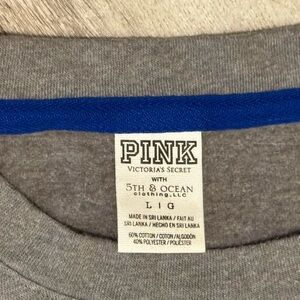 PINK
VICTORIA'S SECRET
WITH
5TH & OCEAN
clothing, LLC
L | G
MADE IN SRI LANKA / FAIT AU
SRI LANKA / HECHO EN SRI LANKA
60% COTTON / COTON / ALGODÓN
40% POLYESTER / POLIÉSTER